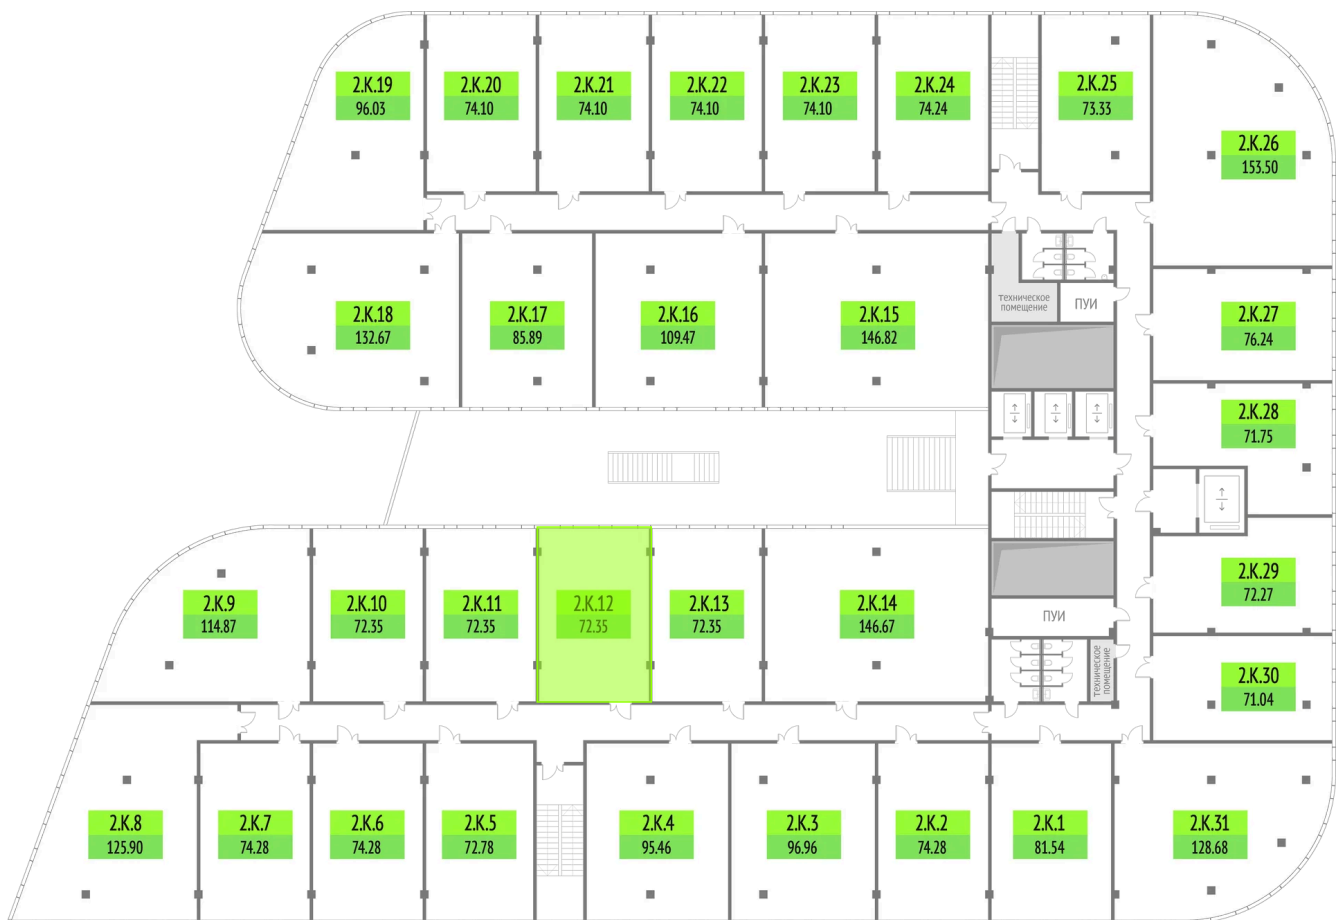 2.K.19
96.03
2.K.20
74.10
2.K.21
74.10
2.K.22
74.10
2.K.23
74.10
2.K.24
74.24
2.K.25
73.33
2.K.26
153.50
2.K.18
132.67
2.K.17
85.89
2.K.16
109.47
2.K.15
146.82
техническое
помещение
ПУИ
2.K.27
76.24
2.K.28
71.75
2.K.9
114.87
2.K.10
72.35
2.K.11
72.35
2.K.12
72.35
2.K.13
72.35
2.K.14
146.67
ПУИ
техническое
помещение
2.K.29
72.27
2.K.30
71.04
2.K.8
125.90
2.K.7
74.28
2.K.6
74.28
2.K.5
72.78
2.K.4
95.46
2.K.3
96.96
2.K.2
74.28
2.K.1
81.54
2.K.31
128.68